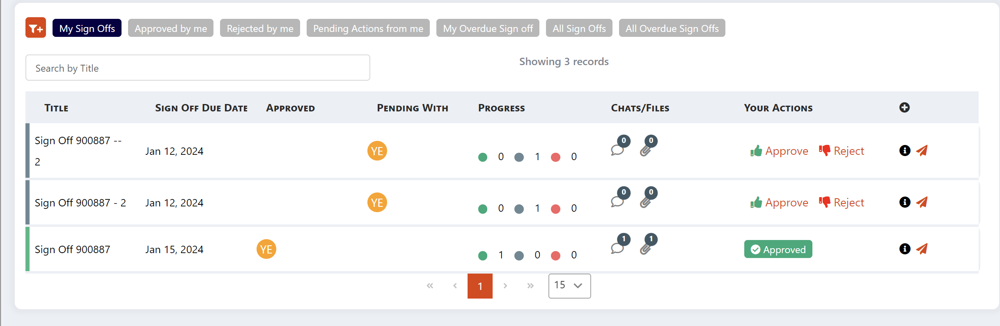 My Sign Offs Approved by me Rejected by me Pending Actions from me My Overdue Sign off All Sign Offs All Overdue Sign Offs
Search by Title
Showing 3 records
Title Sign Off Due Date Approved Pending With Progress Chats/Files Your Actions
Sign Off 900887 --
2
Jan 12, 2024 YE 0 1 0 0 0 Approve Reject
Sign Off 900887 - 2 Jan 12, 2024 YE 0 1 0 0 0 Approve Reject
Sign Off 900887 Jan 15, 2024 YE 1 0 0 1 1 Approved
« ‹ 1 › » 15